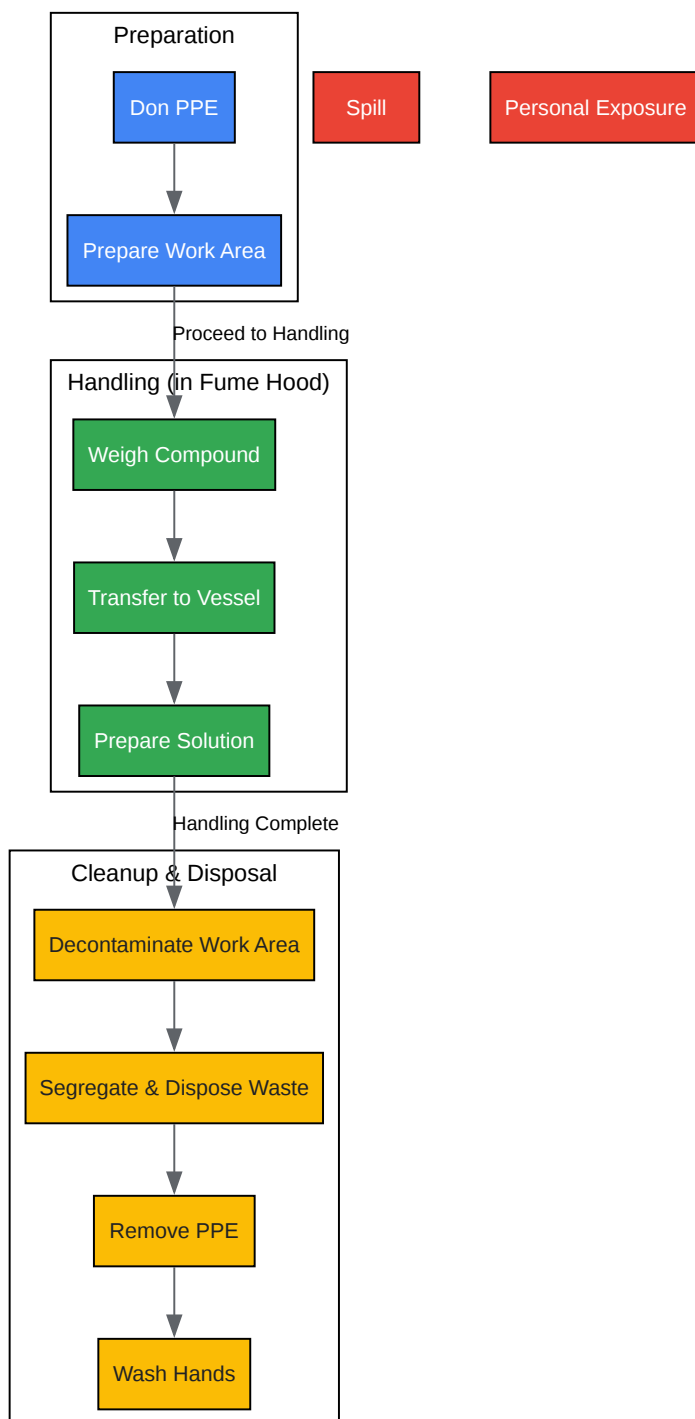 Preparation
Don PPE
Spill
Personal Exposure
Prepare Work Area
Proceed to Handling
Handling (in Fume Hood)
Weigh Compound
Transfer to Vessel
Prepare Solution
Handling Complete
Cleanup & Disposal
Decontaminate Work Area
Segregate & Dispose Waste
Remove PPE
Wash Hands